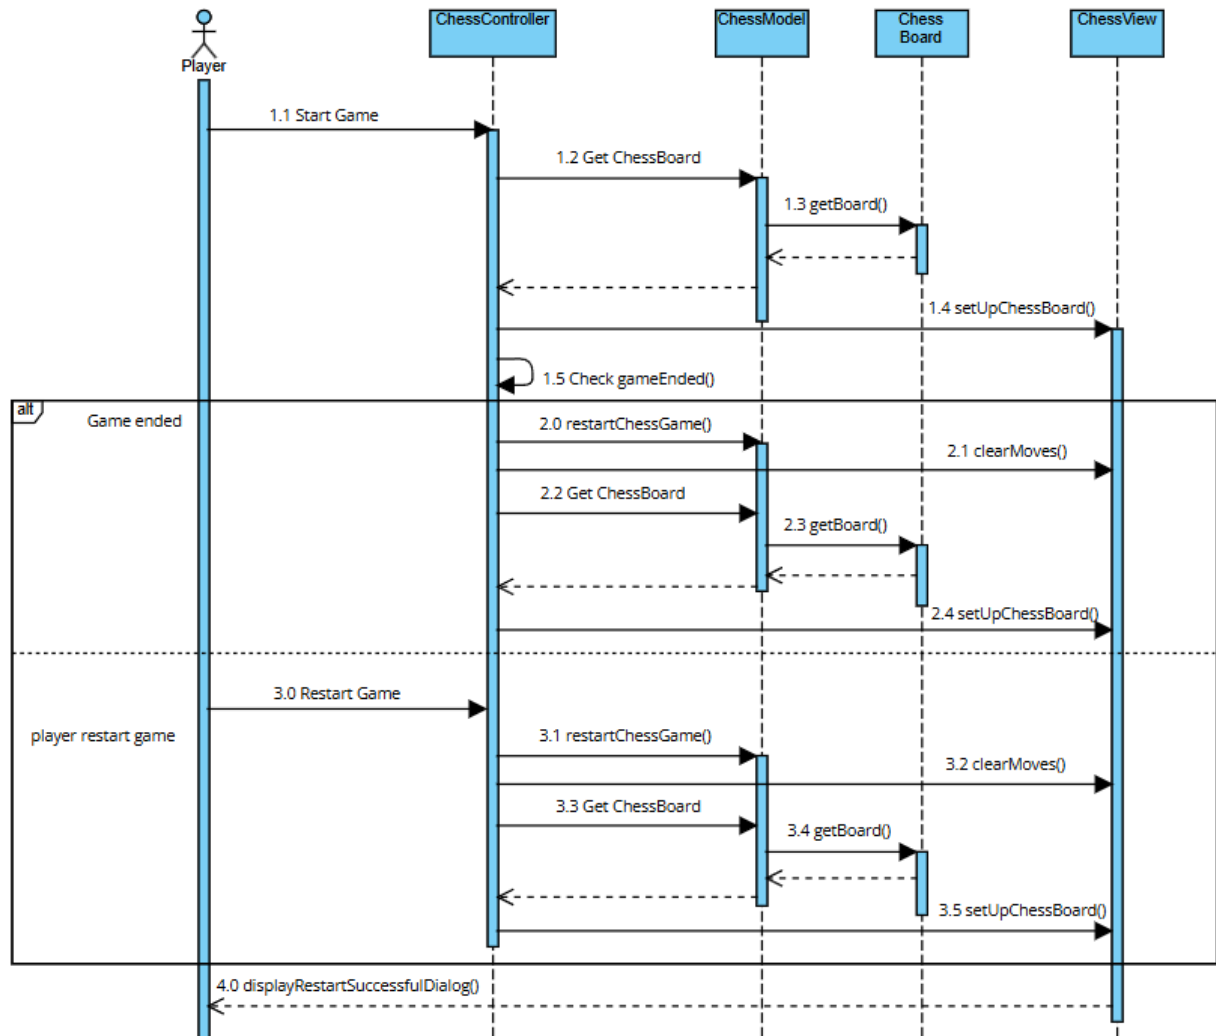 Player
ChessController
ChessModel
Chess
Board
ChessView
1.1 Start Game
1.2 Get ChessBoard
1.3 getBoard()
1.4 setUpChessBoard()
1.5 Check gameEnded()
alt
Game ended
2.0 restartChessGame()
2.1 clearMoves()
2.2 Get ChessBoard
2.3 getBoard()
2.4 setUpChessBoard()
3.0 Restart Game
player restart game
3.1 restartChessGame()
3.2 clearMoves()
3.3 Get ChessBoard
3.4 getBoard()
3.5 setUpChessBoard()
4.0 displayRestartSuccessfulDialog()